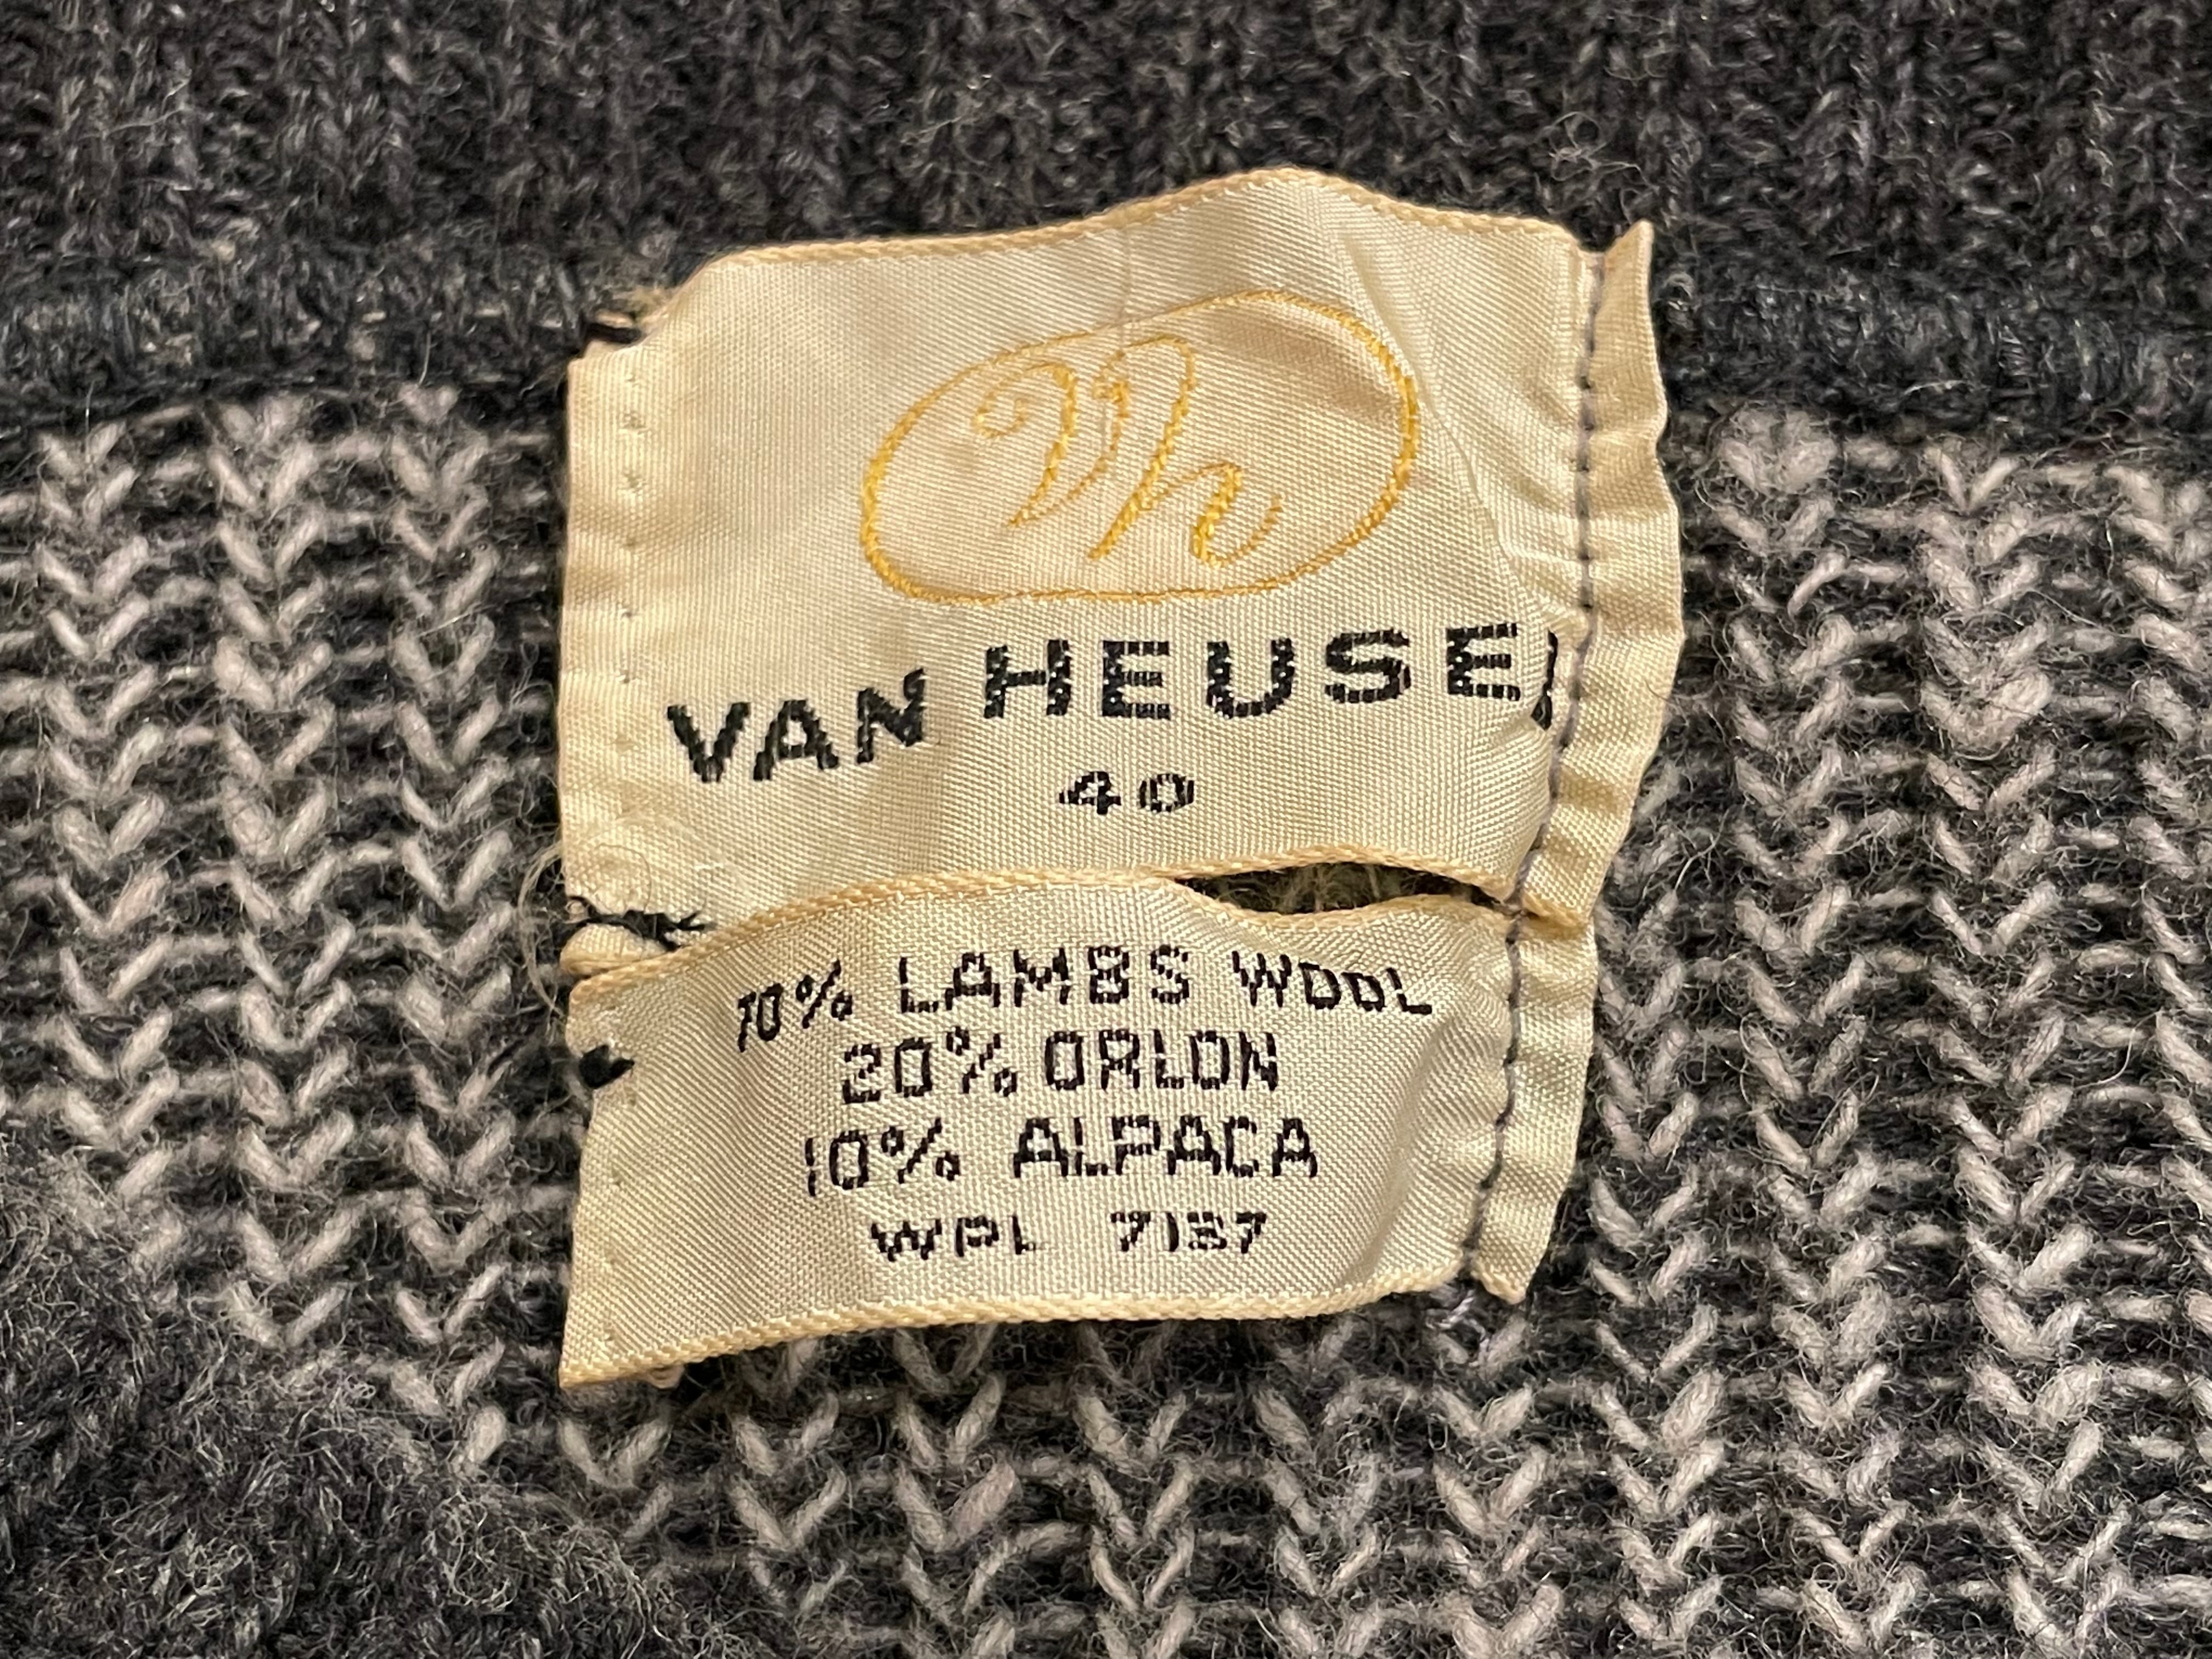 Vh
VAN HEUSEN
40
70% LAMBS WOOL
20% ORLON
10% ALPACA
WPL 7137